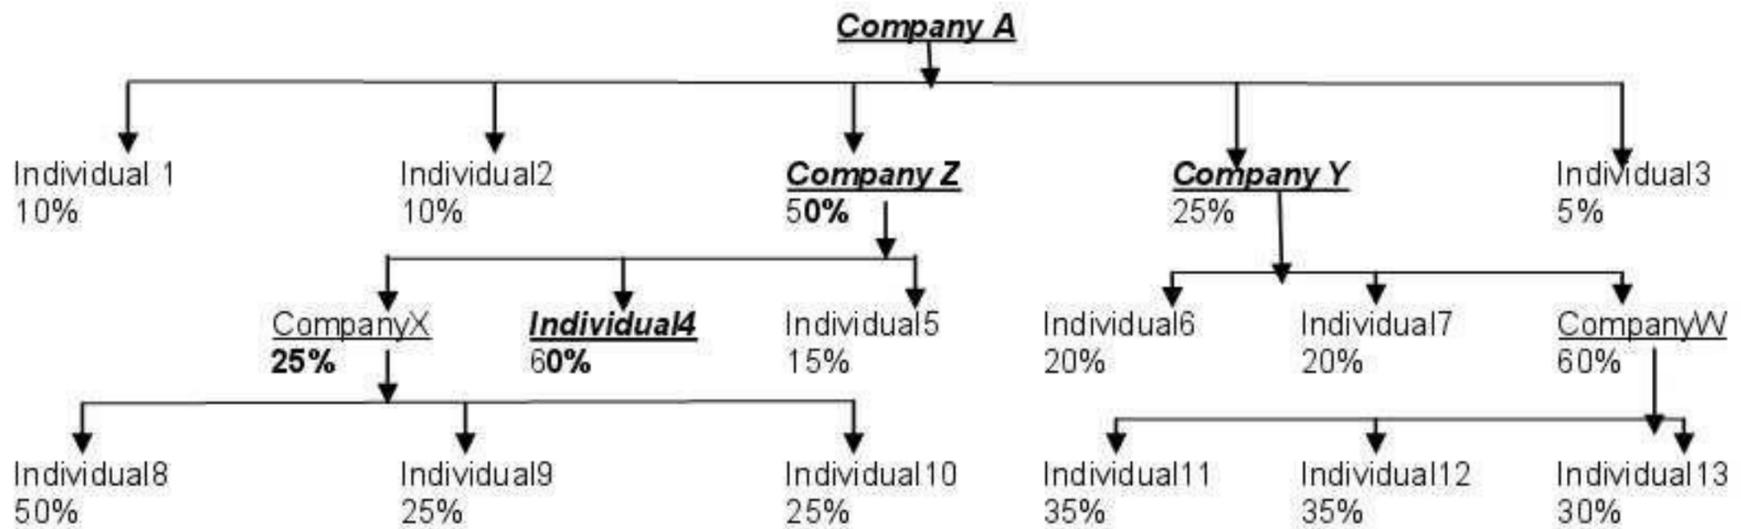 Company A
Individual 1
10%
Individual2
10%
Company Z
50%
Company Y
25%
Individual3
5%
CompanyX
25%
Individual4
60%
Individual5
15%
Individual6
20%
Individual7
20%
CompanyW
60%
Individual8
50%
Individual9
25%
Individual10
25%
Individual11
35%
Individual12
35%
Individual13
30%